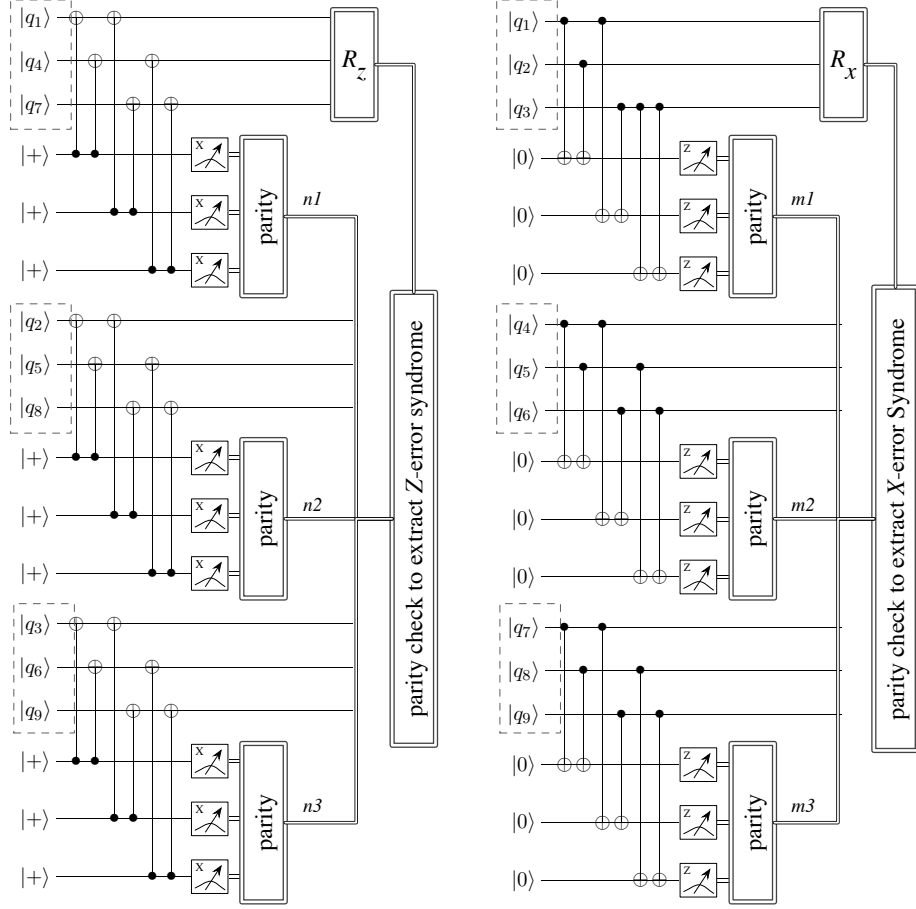 |q1⟩
|q4⟩
|q7⟩
|+⟩
|+⟩
|+⟩
|q2⟩
|q5⟩
|q8⟩
|+⟩
|+⟩
|+⟩
|q3⟩
|q6⟩
|q9⟩
|+⟩
|+⟩
|+⟩
X
X
X
X
X
X
X
X
X
parity
parity
parity
n1
n2
n3
Rz
parity check to extract Z-error syndrome
|q1⟩
|q2⟩
|q3⟩
|0⟩
|0⟩
|0⟩
|q4⟩
|q5⟩
|q6⟩
|0⟩
|0⟩
|0⟩
|q7⟩
|q8⟩
|q9⟩
|0⟩
|0⟩
|0⟩
Z
Z
Z
Z
Z
Z
Z
Z
Z
parity
parity
parity
m1
m2
m3
Rx
parity check to extract X-error Syndrome